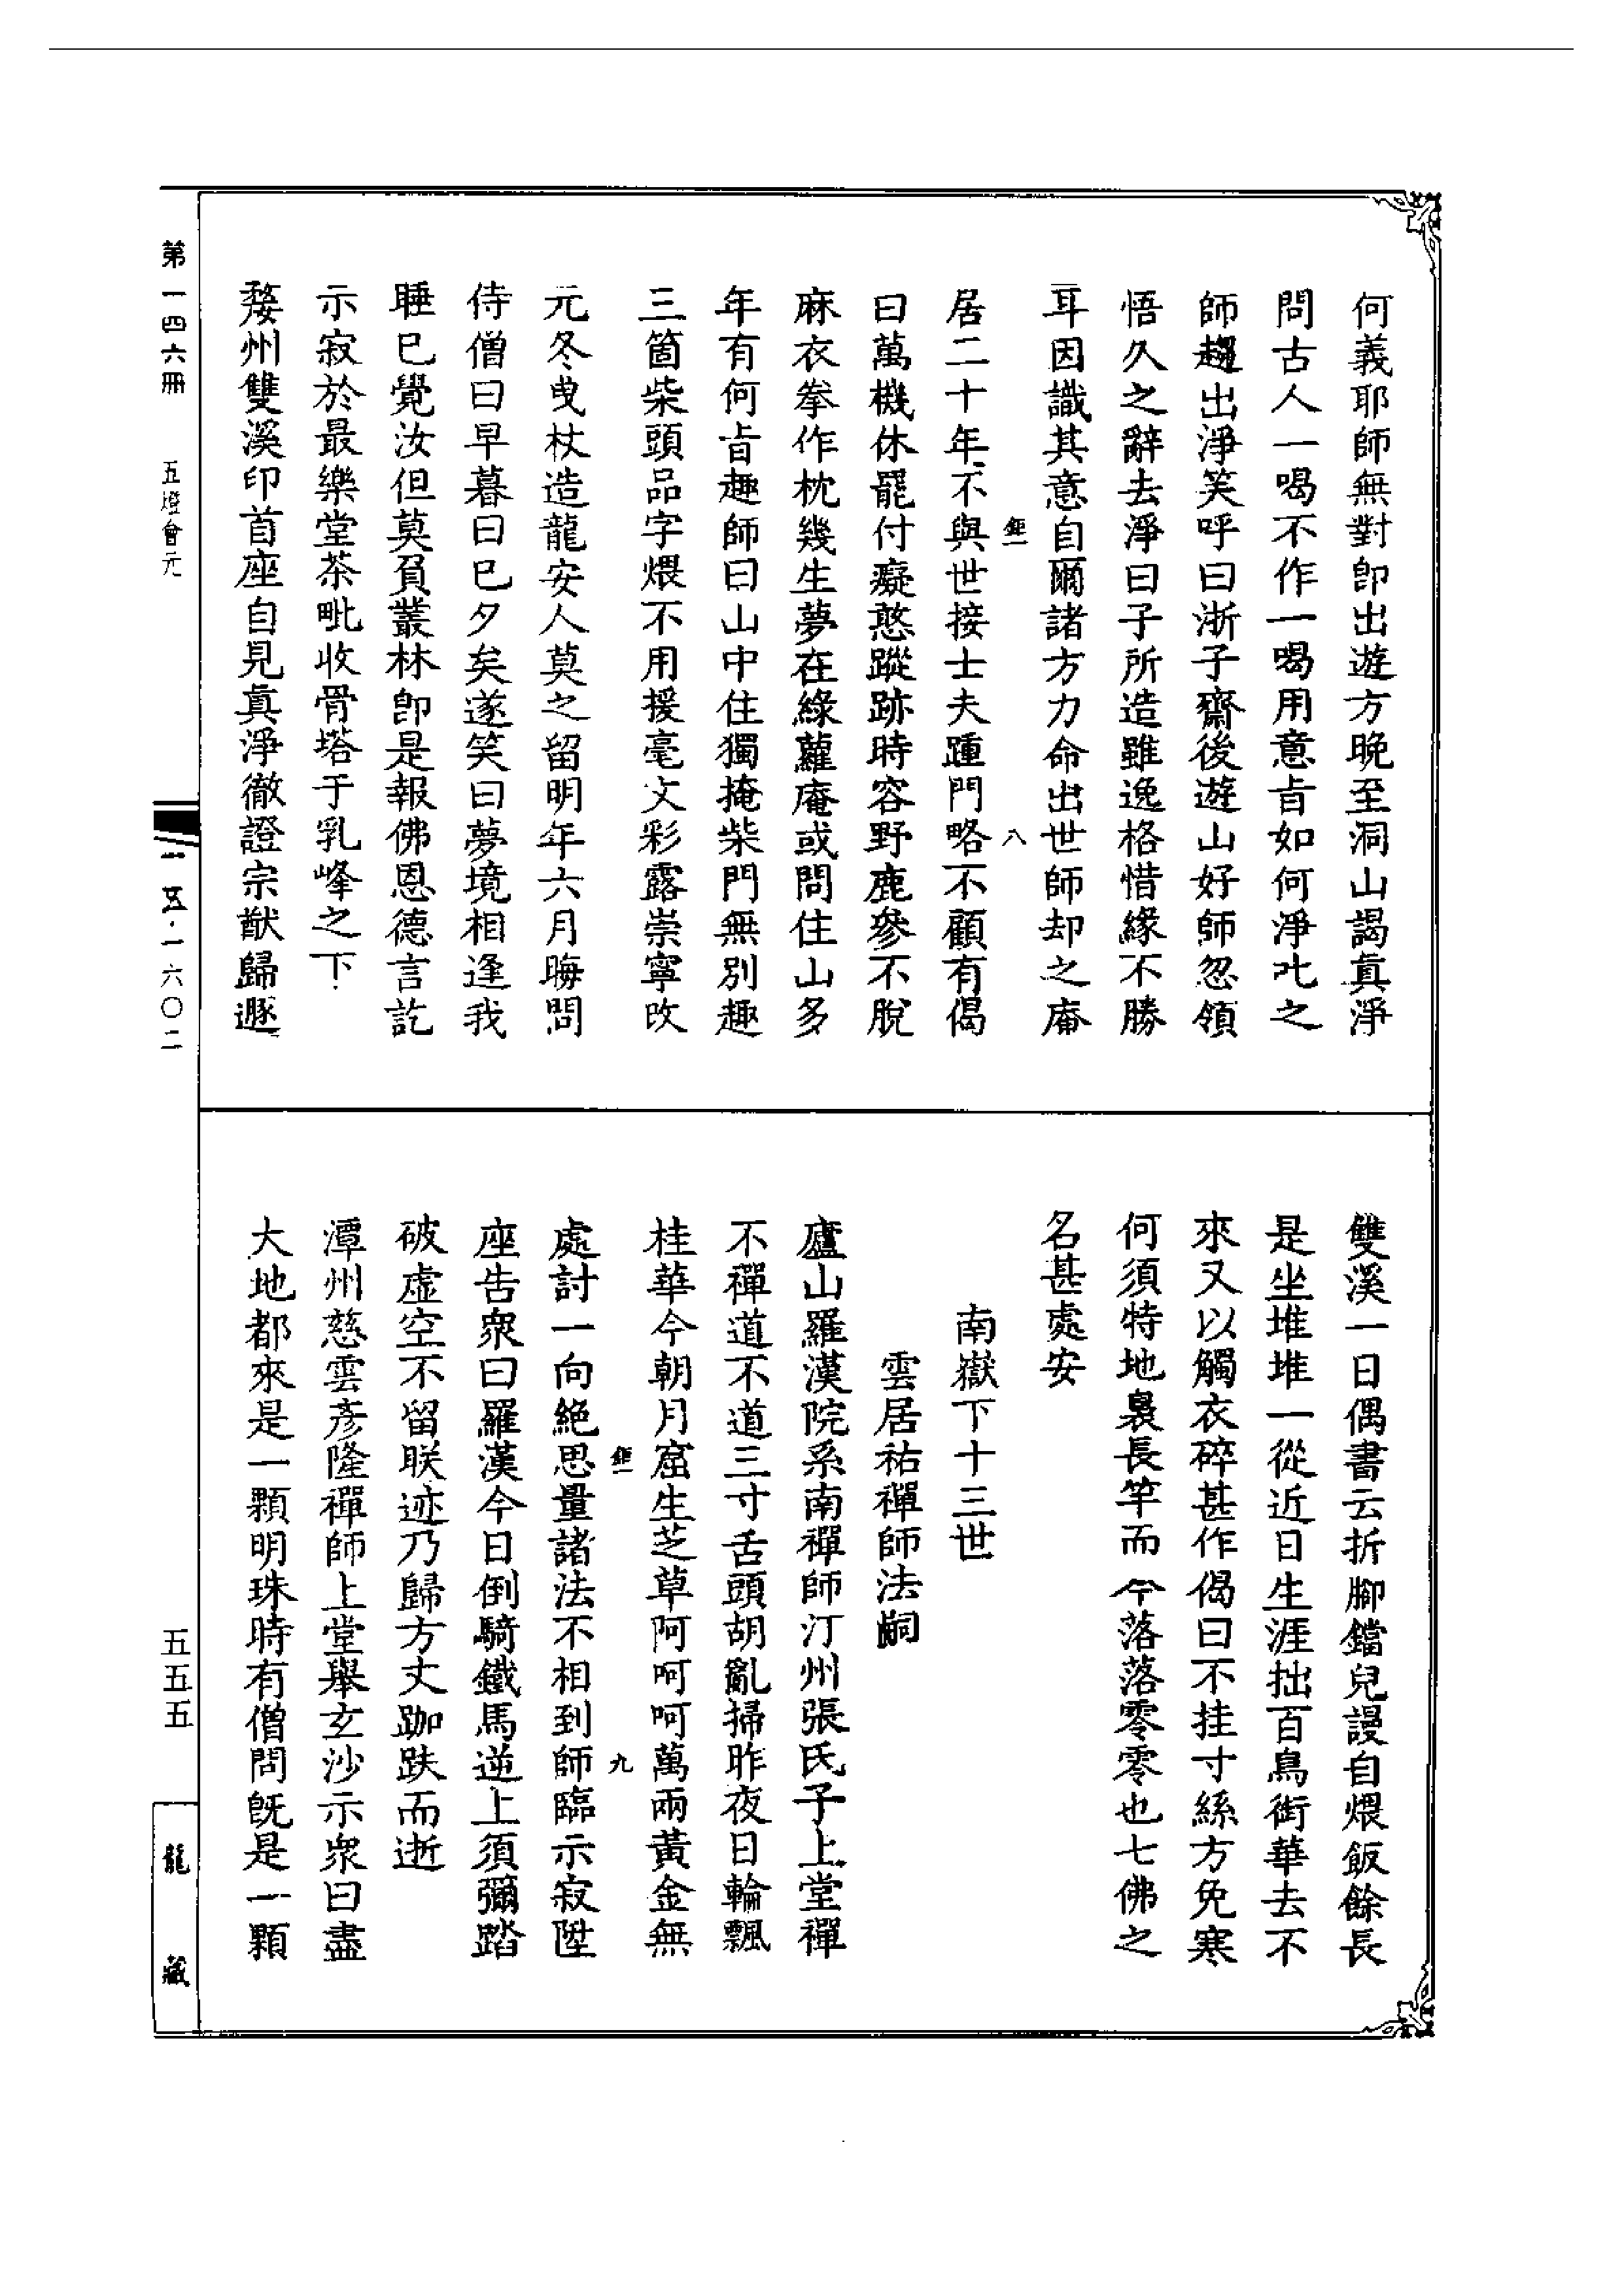 何義耶師無對即出遊方晚至洞山謁真淨
問古人一喝不作一喝用意旨如何淨叱之
師趨出淨笑呼曰浙子齋後遊山好師忽領
悟久之辭去淨曰子所造雖逸格惜緣不勝
耳因識其意自爾諸方力命出世師却之庵
居二十年不與世接士夫踵門略不顧有偈
鉅一
八
曰萬機休罷付癡憨蹤跡時容野鹿參不脫
麻衣拳作枕幾生夢在綠蘿庵或問住山多
年有何旨趣師曰山中住獨掩柴門無別趣
三箇柴頭品字煨不用援毫文彩露崇寧改
元冬曳杖造龍安人莫之留明年六月晦問
侍僧曰早暮曰巳夕矣遂笑曰夢境相逢我
睡巳覺汝但莫負叢林即是報佛恩德言訖
示寂於最樂堂茶毗收骨塔于乳峰之下
婺州雙溪印首座自見真淨徹證宗猷歸遯
雙溪一日偶書云折腳鐺兒謾自煨飯餘長
是坐堆堆一從近日生涯拙百鳥銜華去不
來又以觸衣碎甚作偈曰不挂寸絲方免寒
何須特地裊長竿而今落落零零也七佛之
名甚處安
南嶽下十三世
雲居祐禪師法嗣
廬山羅漢院系南禪師汀州張氏子上堂禪
不禪道不道三寸舌頭胡亂掃昨夜日輪飄
桂華今朝月窟生芝草阿呵呵萬兩黃金無
鉅一
九
處討一向絕思量諸法不相到師臨示寂陞
座告衆曰羅漢今日倒騎鐵馬逆上須彌踏
破虛空不留朕迹乃歸方丈跏趺而逝
潭州慈雲彥隆禪師上堂舉玄沙示衆曰盡
大地都來是一顆明珠時有僧問既是一顆
第一四六冊
五燈會元
一五·一六〇二
五五五
龍藏